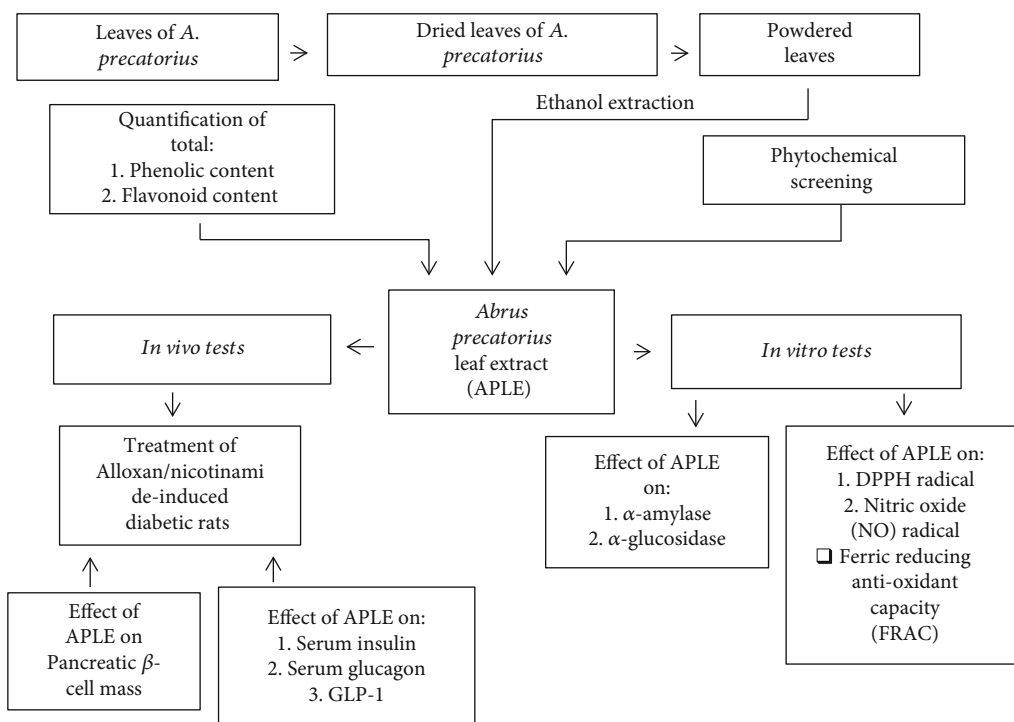 Leaves of A.
precatorius
Dried leaves of A.
precatorius
Powdered
leaves
Ethanol extraction
Quantification of
total:
1. Phenolic content
2. Flavonoid content
Phytochemical
screening
Abrus
precatorius
leaf extract
(APLE)
In vivo tests
In vitro tests
Treatment of
Alloxan/nicotinami
de-induced
diabetic rats
Effect of APLE
on:
1. α-amylase
2. α-glucosidase
Effect of APLE on:
1. DPPH radical
2. Nitric oxide
(NO) radical
❑ Ferric reducing
anti-oxidant
capacity
(FRAC)
Effect of
APLE on
Pancreatic β-
cell mass
Effect of APLE on:
1. Serum insulin
2. Serum glucagon
3. GLP-1